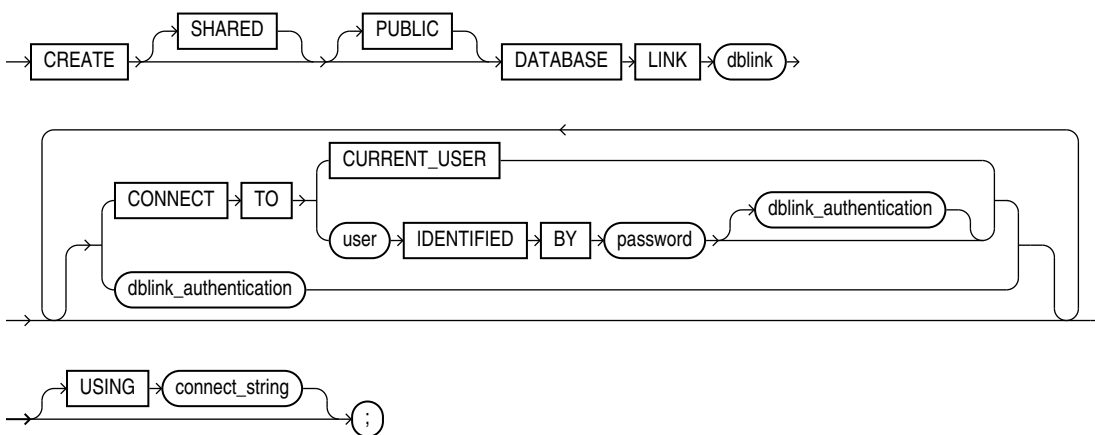 SHARED PUBLIC
CREATE DATABASE LINK dblink
CURRENT_USER
CONNECT TO dblink_authentication
user IDENTIFIED BY password
dblink_authentication
USING connect_string
;